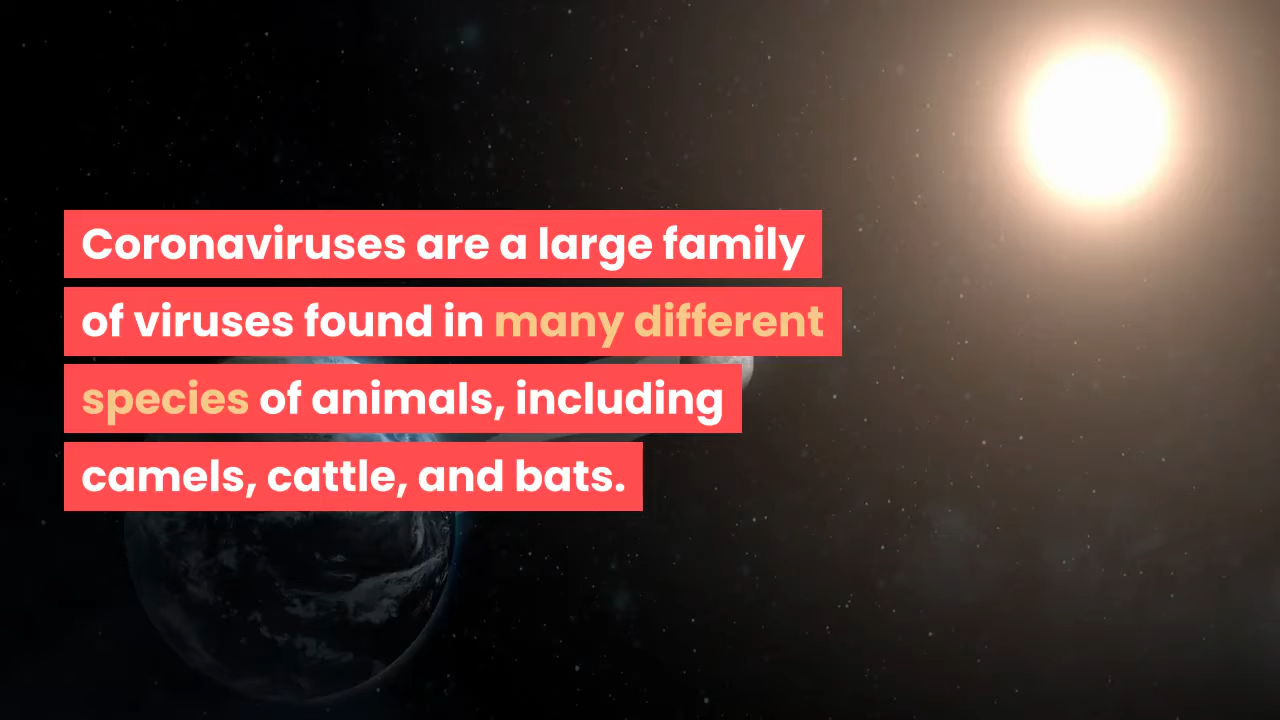 Coronaviruses are a large family
of viruses found in many different
species of animals, including
camels, cattle, and bats.